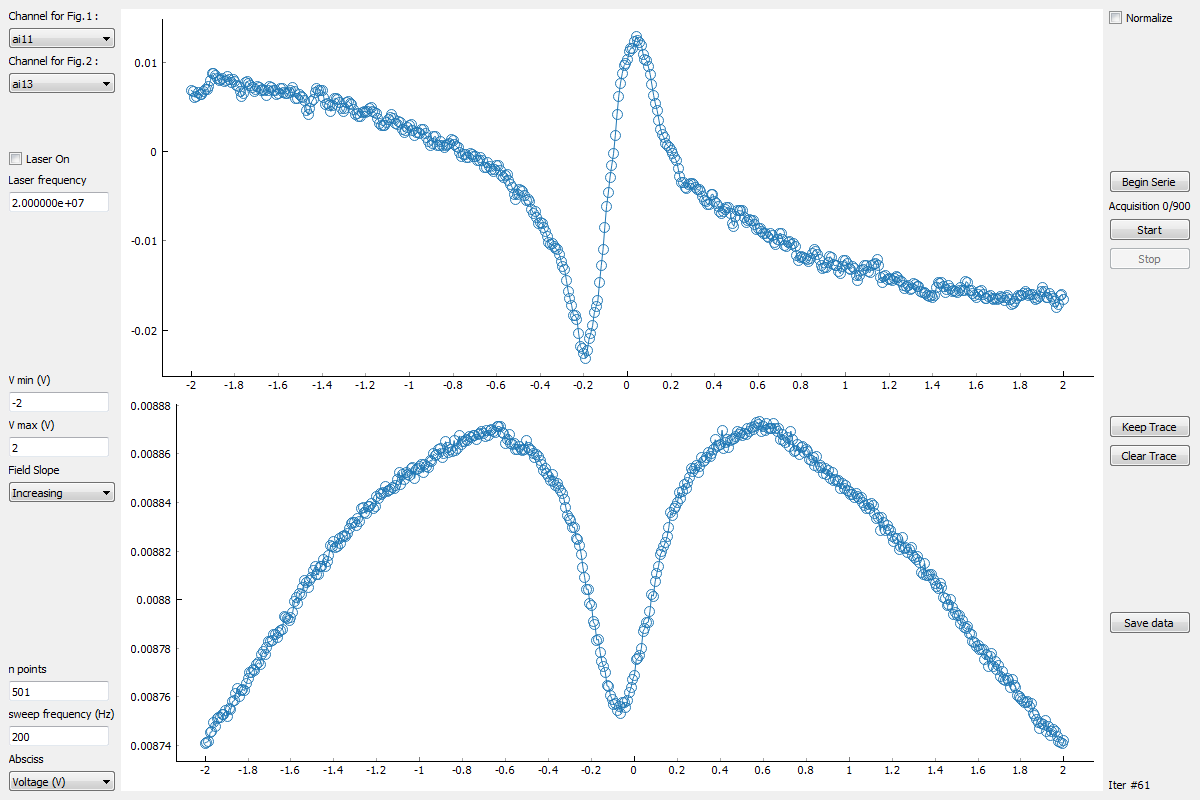 Channel for Fig.1 :
ai11
Channel for Fig.2 :
ai13
Laser On
Laser frequency
2.000000e+07
V min (V)
-2
V max (V)
2
Field Slope
Increasing
n points
501
sweep frequency (Hz)
200
Absciss
Voltage (V)
0.01
0
-0.01
-0.02
-2 -1.8 -1.6 -1.4 -1.2 -1 -0.8 -0.6 -0.4 -0.2 0 0.2 0.4 0.6 0.8 1 1.2 1.4 1.6 1.8 2
0.00888
0.00886
0.00884
0.00882
0.0088
0.00878
0.00876
0.00874
-2 -1.8 -1.6 -1.4 -1.2 -1 -0.8 -0.6 -0.4 -0.2 0 0.2 0.4 0.6 0.8 1 1.2 1.4 1.6 1.8 2
Normalize
Begin Serie
Acquisition 0/900
Start
Stop
Keep Trace
Clear Trace
Save data
Iter #61